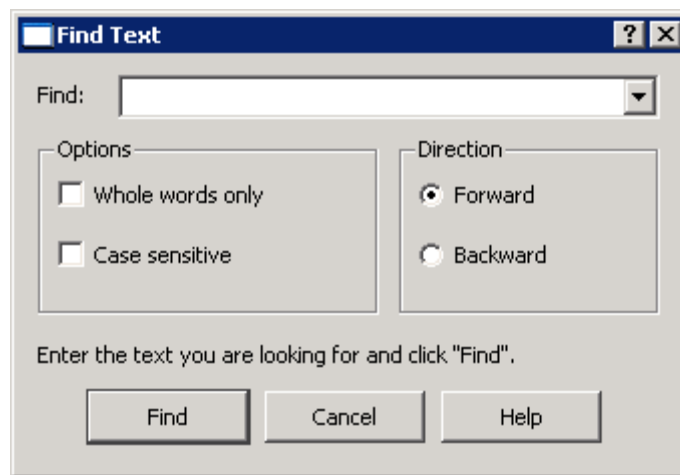 Find Text
Find:
Options
Direction
Whole words only
Forward
Case sensitive
Backward
Enter the text you are looking for and click "Find".
Find
Cancel
Help